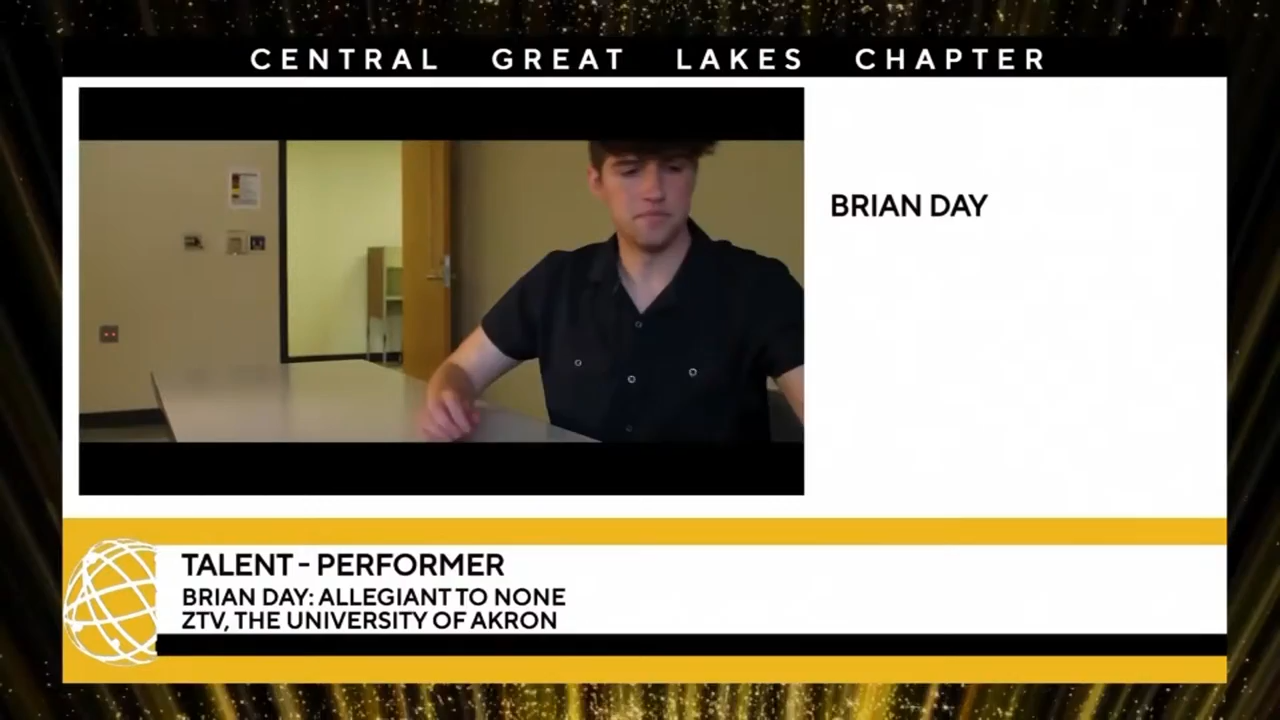 CENTRAL GREAT LAKES CHAPTER
BRIAN DAY
TALENT - PERFORMER
BRIAN DAY: ALLEGIANT TO NONE
ZTV, THE UNIVERSITY OF AKRON